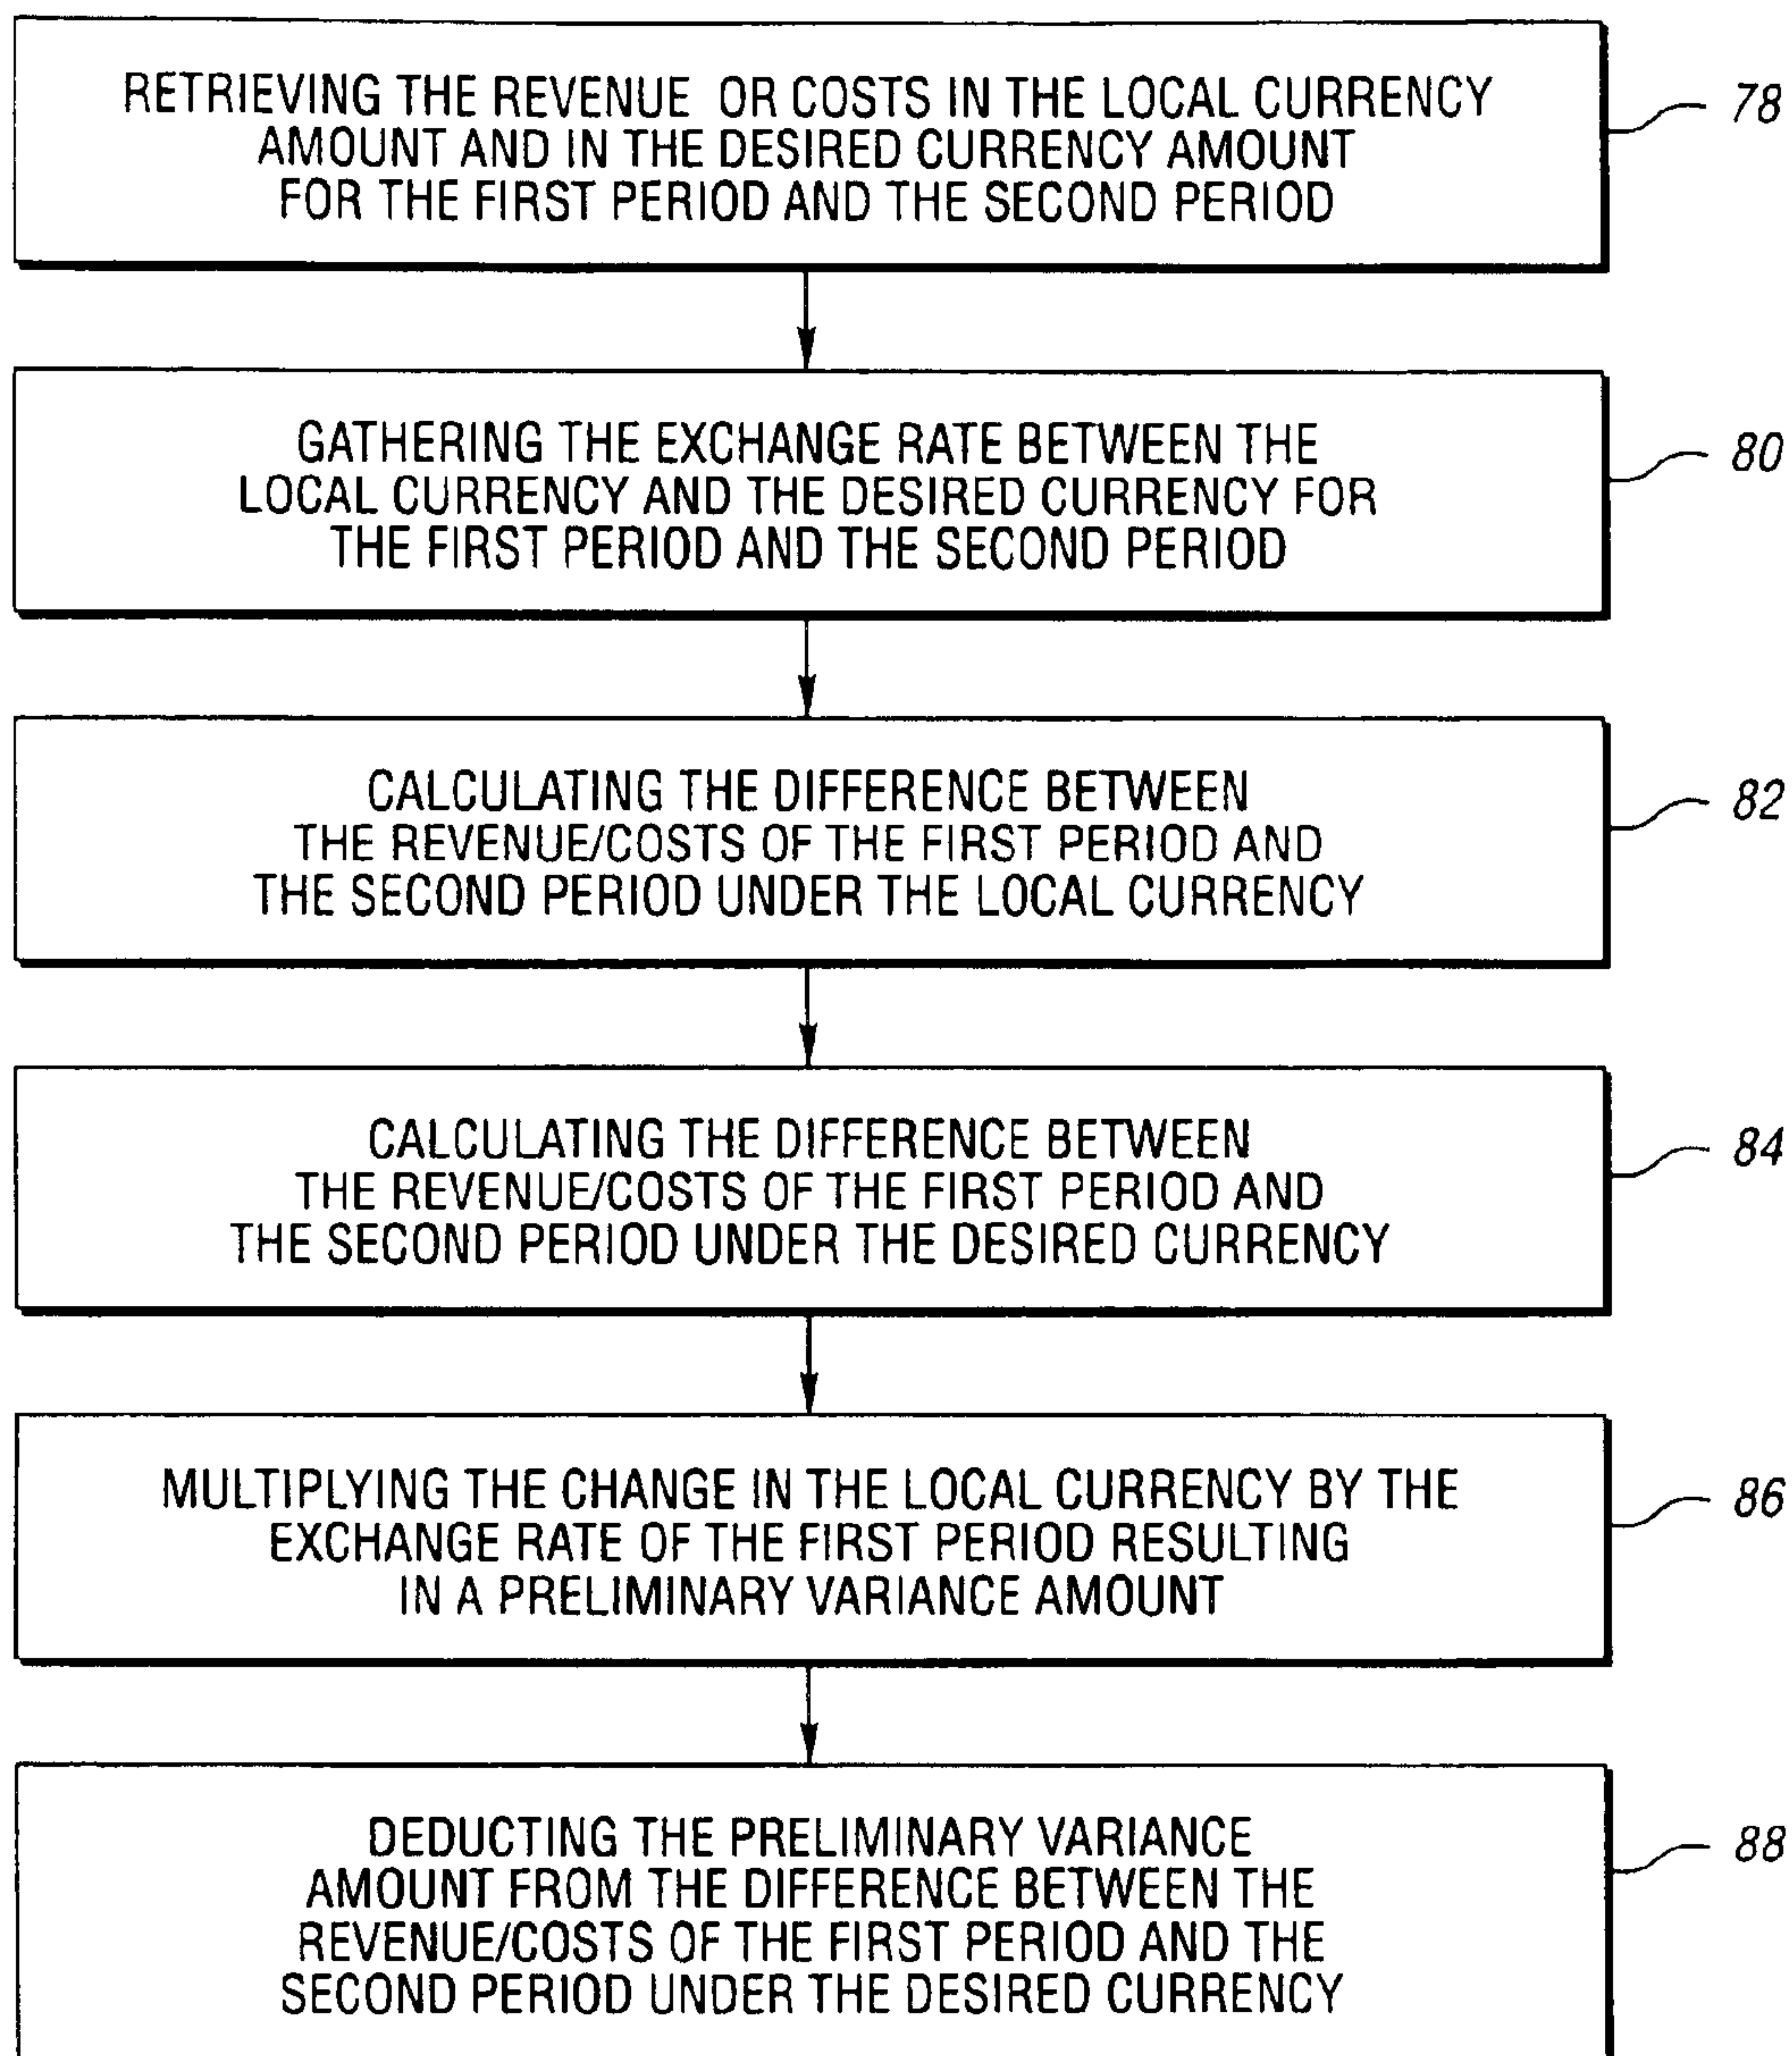 RETRIEVING THE REVENUE OR COSTS IN THE LOCAL CURRENCY
AMOUNT AND IN THE DESIRED CURRENCY AMOUNT
FOR THE FIRST PERIOD AND THE SECOND PERIOD
78
GATHERING THE EXCHANGE RATE BETWEEN THE
LOCAL CURRENCY AND THE DESIRED CURRENCY FOR
THE FIRST PERIOD AND THE SECOND PERIOD
80
CALCULATING THE DIFFERENCE BETWEEN
THE REVENUE/COSTS OF THE FIRST PERIOD AND
THE SECOND PERIOD UNDER THE LOCAL CURRENCY
82
CALCULATING THE DIFFERENCE BETWEEN
THE REVENUE/COSTS OF THE FIRST PERIOD AND
THE SECOND PERIOD UNDER THE DESIRED CURRENCY
84
MULTIPLYING THE CHANGE IN THE LOCAL CURRENCY BY THE
EXCHANGE RATE OF THE FIRST PERIOD RESULTING
IN A PRELIMINARY VARIANCE AMOUNT
86
DEDUCTING THE PRELIMINARY VARIANCE
AMOUNT FROM THE DIFFERENCE BETWEEN THE
REVENUE/COSTS OF THE FIRST PERIOD AND THE
SECOND PERIOD UNDER THE DESIRED CURRENCY
88